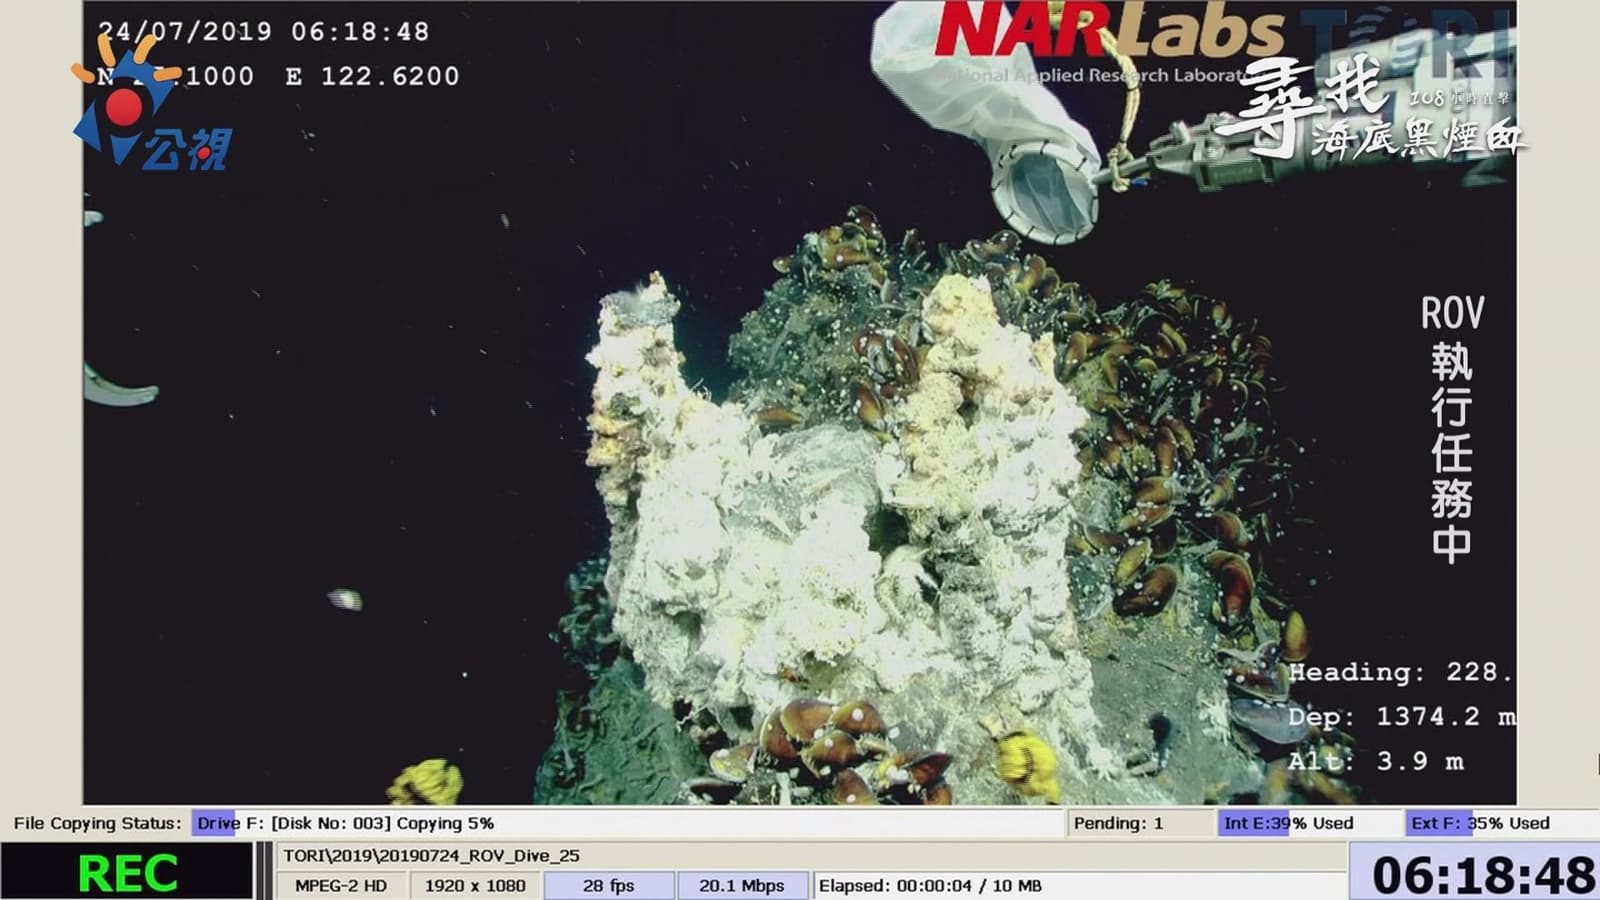 24/07/2019 06:18:48
N .1000 E 122.6200
公視
NARLabs TORI
National Applied Research Laborato
尋找
108小時直擊
海底黑煙囪
ROV執行任務中
Heading: 228.
Dep: 1374.2 m
Alt: 3.9 m
File Copying Status: Drive F: [Disk No: 003] Copying 5% Pending: 1 Int E:39% Used Ext F: 35% Used
REC
TORI\2019\20190724_ROV_Dive_25
MPEG-2 HD 1920 x 1080 28 fps 20.1 Mbps Elapsed: 00:00:04 / 10 MB
06:18:48